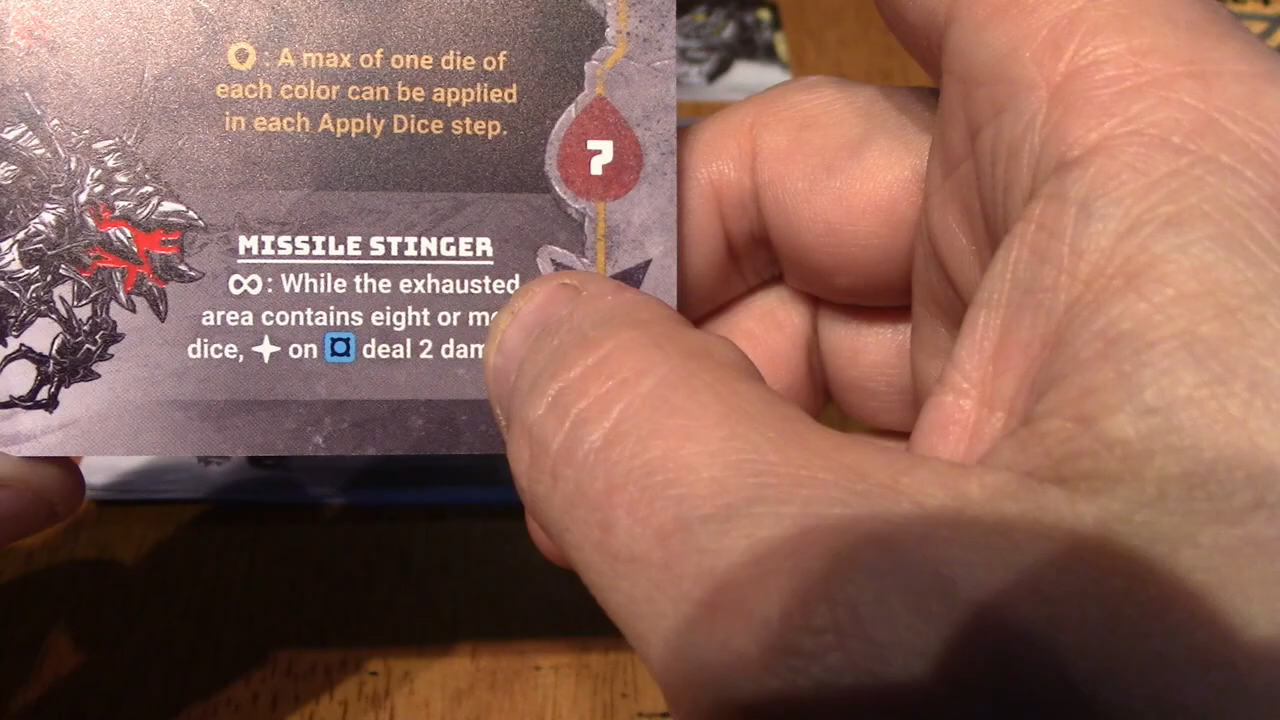 : A max of one die of
each color can be applied
in each Apply Dice step.
7
MISSILE STINGER
∞: While the exhausted
area contains eight or
dice, on deal 2